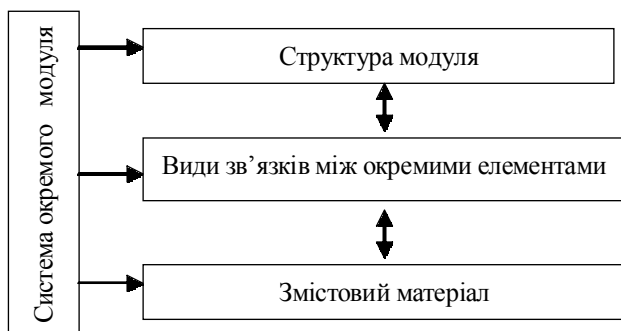 Система окремого модуля
Структура модуля
Види зв’язків між окремими елементами
Змістовий матеріал